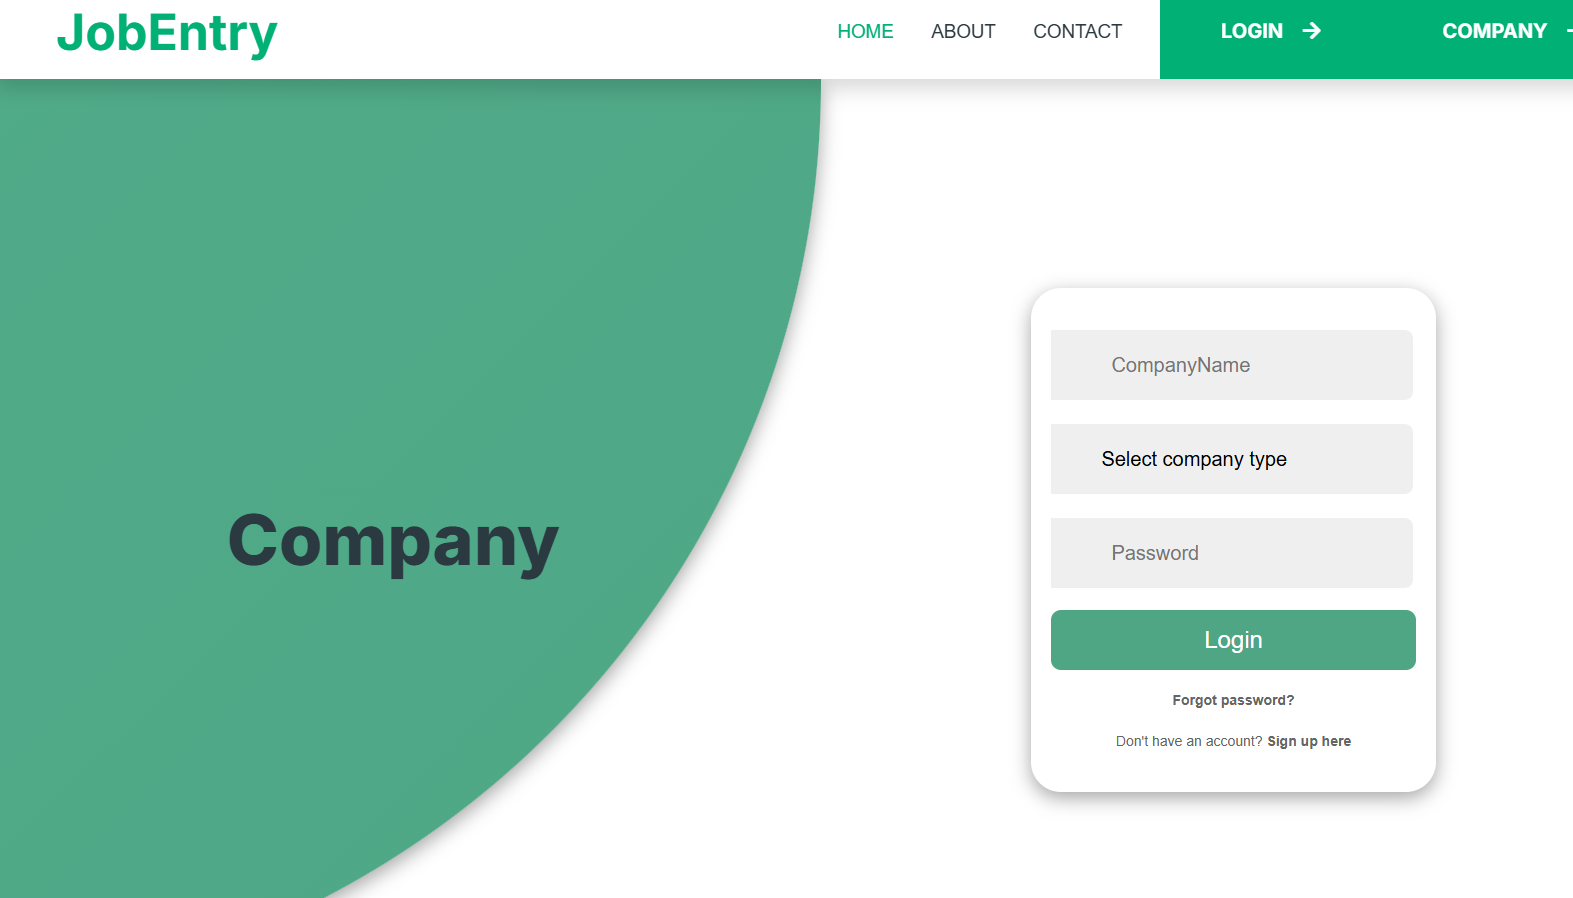 JobEntry
HOME ABOUT CONTACT LOGIN COMPANY
Company
CompanyName
Select company type
Password
Login
Forgot password?
Don't have an account? Sign up here